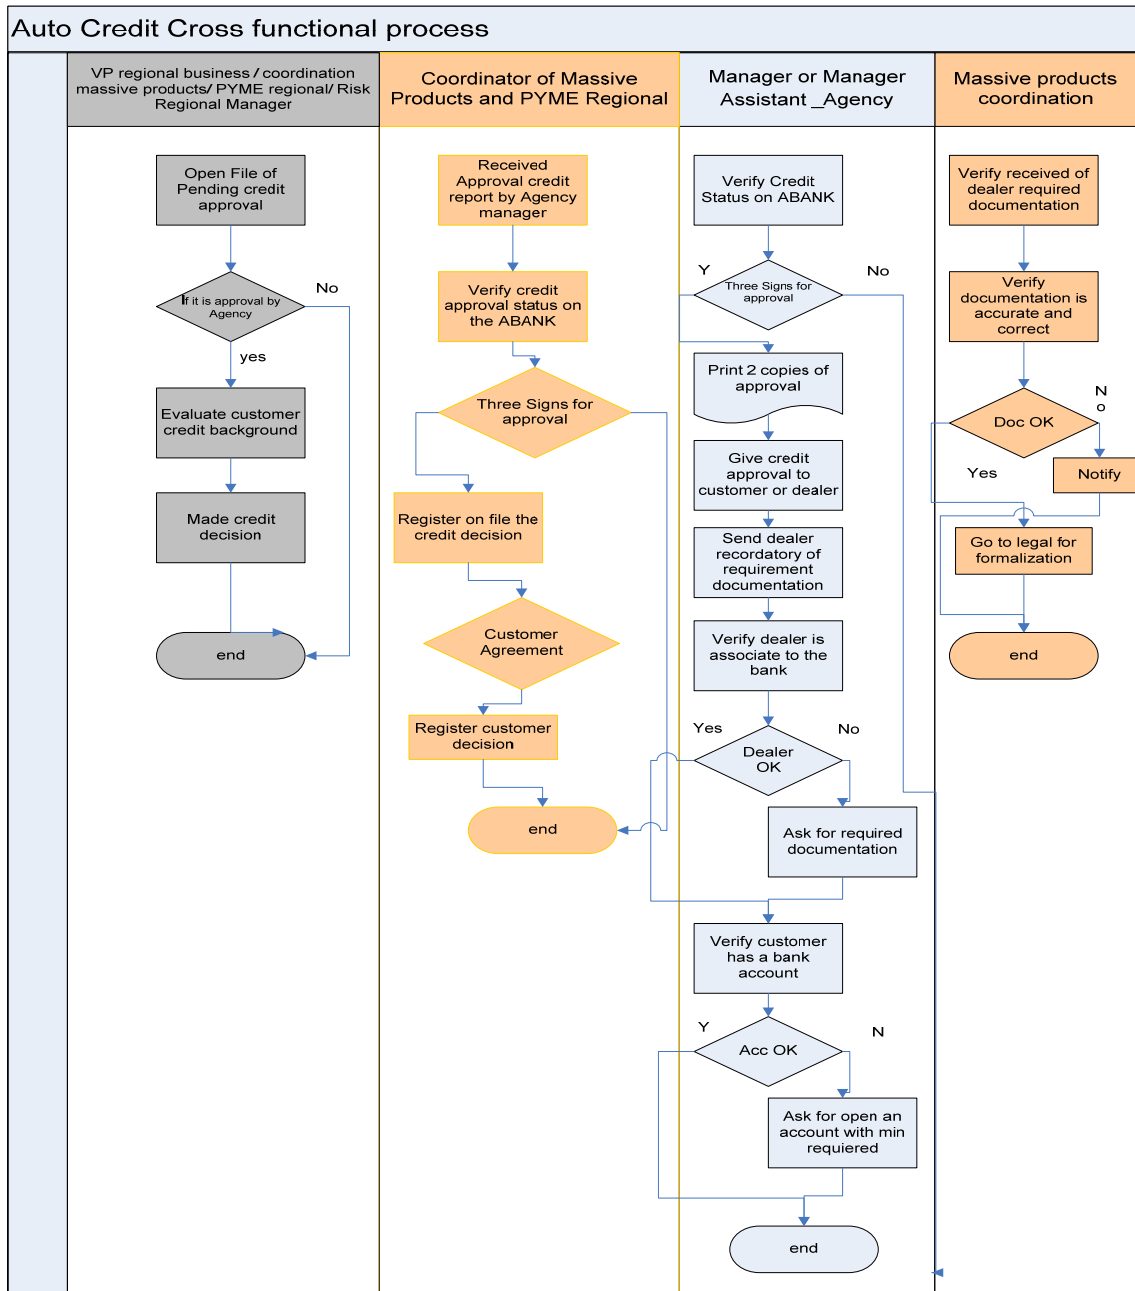 Auto Credit Cross functional process
VP regional business / coordination
massive products/ PYME regional/ Risk
Regional Manager
Coordinator of Massive
Products and PYME Regional
Manager or Manager
Assistant _Agency
Massive products
coordination
Open File of
Pending credit
approval
If it is approval by
Agency
No
yes
Evaluate customer
credit background
Made credit
decision
end
Received
Approval credit
report by Agency
manager
Verify credit
approval status on
the ABANK
Three Signs for
approval
Register on file the
credit decision
Customer
Agreement
Register customer
decision
end
Verify Credit
Status on ABANK
Y
No
Three Signs for
approval
Print 2 copies of
approval
Give credit
approval to
customer or dealer
Send dealer
recordatory of
requirement
documentation
Verify dealer is
associate to the
bank
Yes
No
Dealer
OK
Ask for required
documentation
Verify customer
has a bank
account
Y
N
Acc OK
Ask for open an
account with min
requiered
end
Verify received of
dealer required
documentation
Verify
documentation is
accurate and
correct
N
o
Doc OK
Yes
Notify
Go to legal for
formalization
end